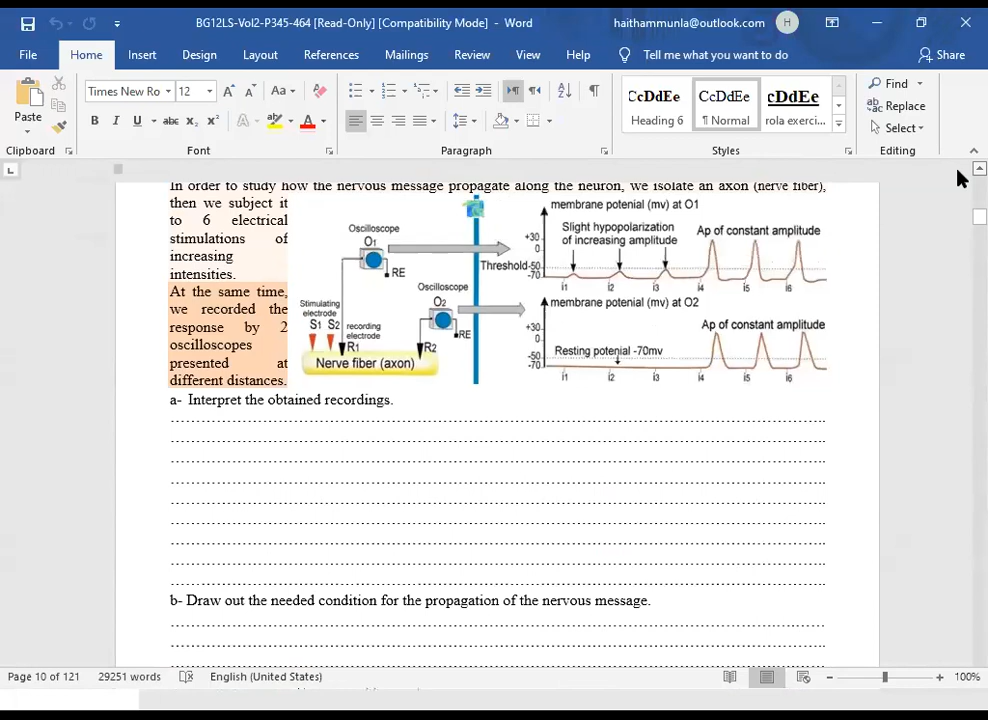 BG12LS-Vol2-P345-464 [Read-Only] [Compatibility Mode] - Word
haithammunla@outlook.com H
File Home Insert Design Layout References Mailings Review View Help Tell me what you want to do Share
Paste
Times New Ro 12 A A Aa
B I U abc x₂ x² A A
CcDdEe CcDdEe cDdEe
Heading 6 ¶ Normal rola exerci...
Find
Replace
Select
Clipboard Font Paragraph Styles Editing
In order to study how the nervous message propagate along the neuron, we isolate an axon (nerve fiber),
then we subject it
to 6 electrical
stimulations of
increasing
intensities.
At the same time,
we recorded the
response by 2
oscilloscopes
presented at
different distances.
Oscilloscope
O1
RE
Oscilloscope
O2
RE
Stimulating
electrode
S1 S2
recording
electrode
R1
R2
Nerve fiber (axon)
membrane potenial (mv) at O1
Slight hypopolarization
of increasing amplitude
Ap of constant amplitude
+30
0
Threshold-50
-70
i1 i2 i3 i4 i5 i6
membrane potenial (mv) at O2
Ap of constant amplitude
+30
0
Resting potenial -70mv
-50
-70
i1 i2 i3 i4 i5 i6
a- Interpret the obtained recordings.
b- Draw out the needed condition for the propagation of the nervous message.
Page 10 of 121 29251 words English (United States) 100%